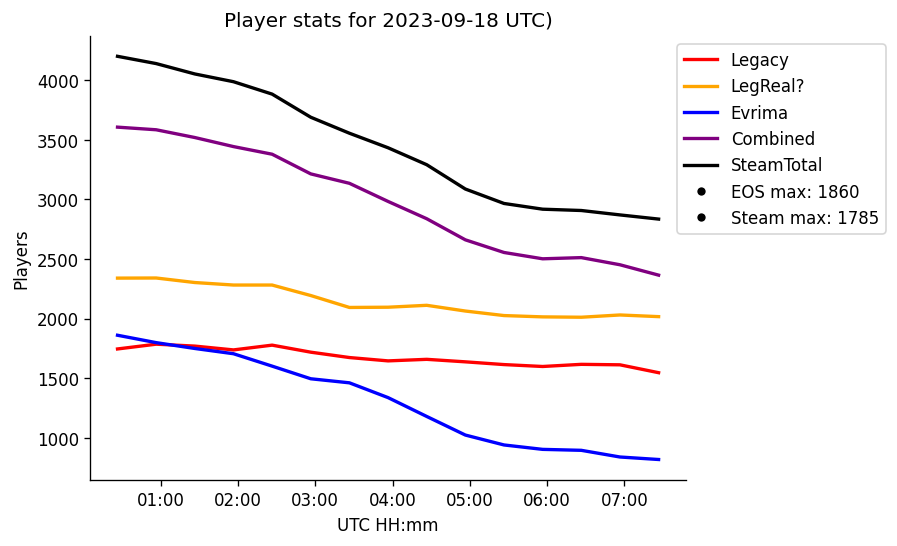 Player stats for 2023-09-18 UTC)
Players
4000
3500
3000
2500
2000
1500
1000
01:00 02:00 03:00 04:00 05:00 06:00 07:00
UTC HH:mm
Legacy
LegReal?
Evrima
Combined
SteamTotal
EOS max: 1860
Steam max: 1785